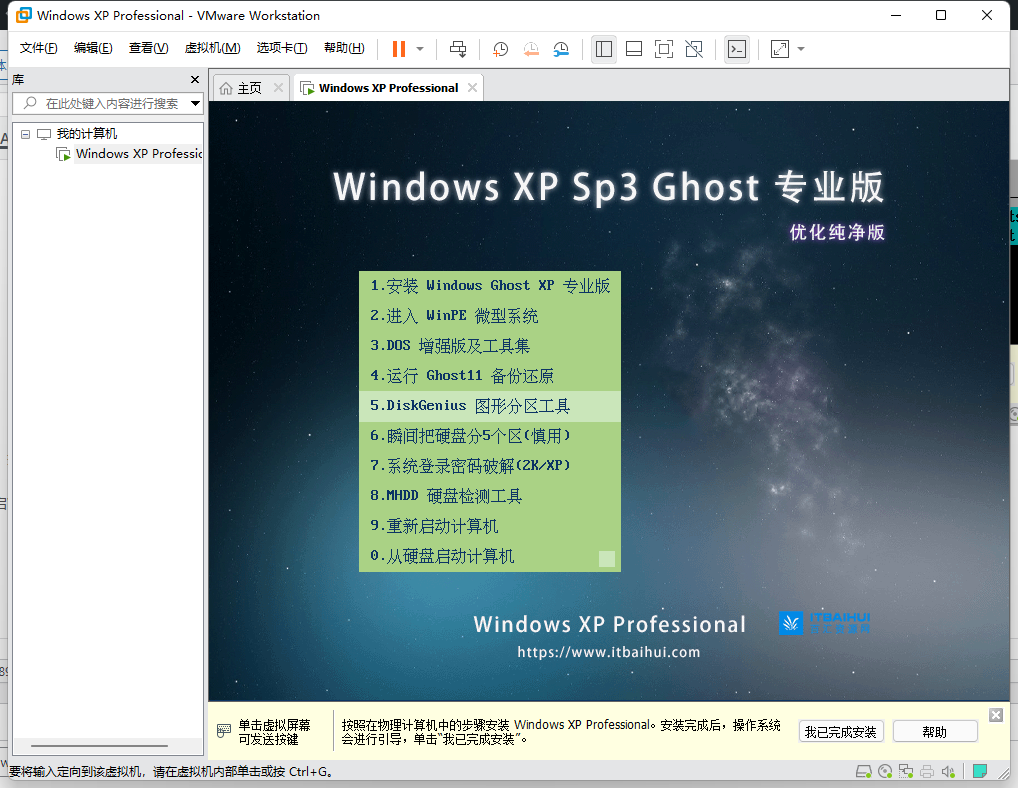 Windows XP Professional - VMware Workstation
文件(F) 编辑(E) 查看(V) 虚拟机(M) 选项卡(T) 帮助(H)
库
主页
Windows XP Professional
在此处键入内容进行搜索
我的计算机
Windows XP Professic
Windows XP Sp3 Ghost 专业版
优化纯净版
1.安装 Windows Ghost XP 专业版
2.进入 WinPE 微型系统
3.DOS 增强版及工具集
4.运行 Ghost11 备份还原
5.DiskGenius 图形分区工具
6.瞬间把硬盘分5个区(慎用)
7.系统登录密码破解(2K/XP)
8.MHDD 硬盘检测工具
9.重新启动计算机
0.从硬盘启动计算机
Windows XP Professional
ITBAIHUI
https://www.itbaihui.com
单击虚拟屏幕
可发送按键
按照在物理计算机中的步骤安装 Windows XP Professional。安装完成后，操作系统
会进行引导，单击“我已完成安装”。
我已完成安装
帮助
要将输入定向到该虚拟机，请在虚拟机内部单击或按 Ctrl+G。